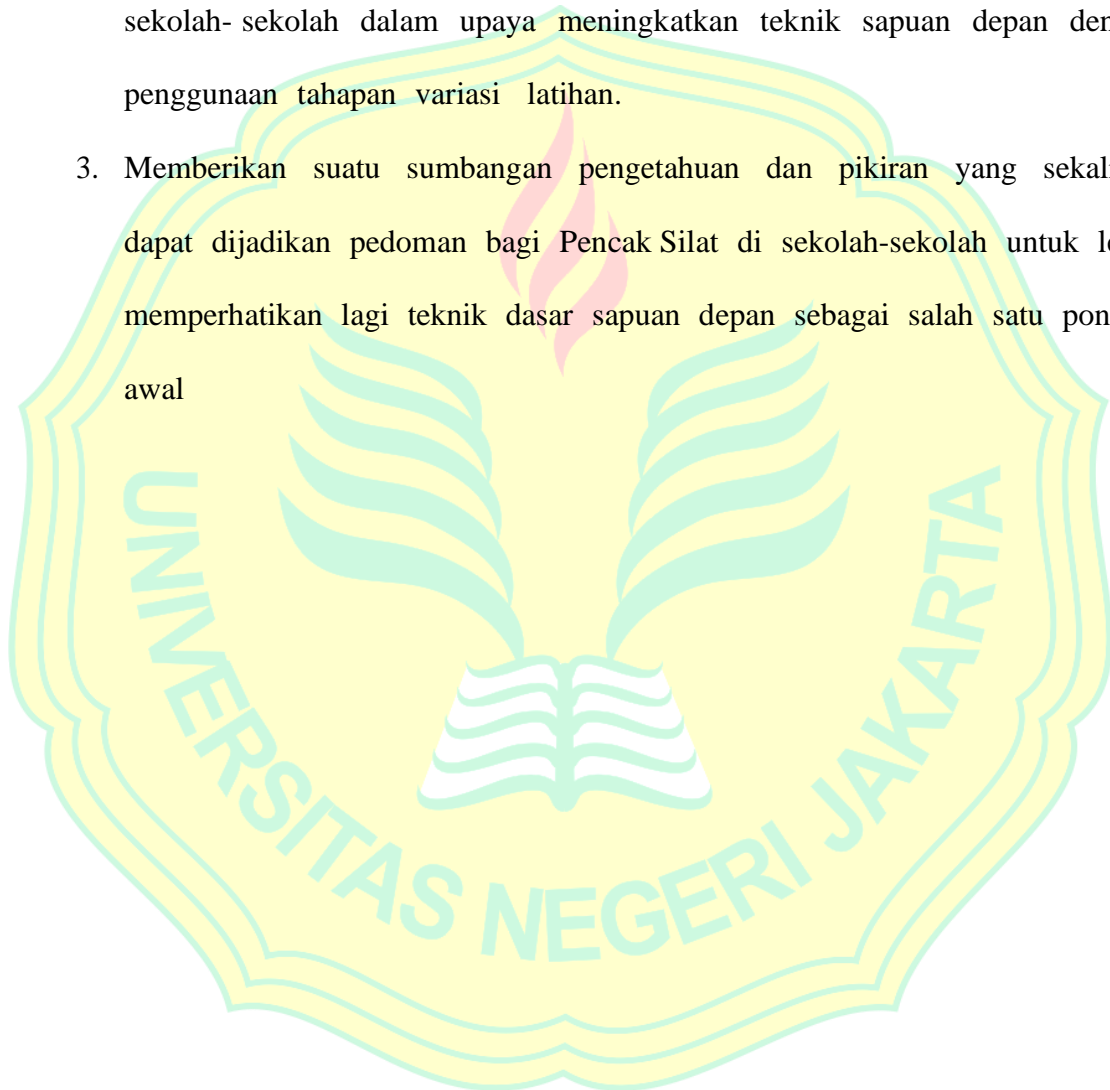 sekolah- sekolah dalam upaya meningkatkan teknik sapuan depan den
penggunaan tahapan variasi latihan.
3. Memberikan suatu sumbangan pengetahuan dan pikiran yang sekal
dapat dijadikan pedoman bagi Pencak Silat di sekolah-sekolah untuk le
memperhatikan lagi teknik dasar sapuan depan sebagai salah satu pon
awal
UNIVERSITAS NEGERI JAKARTA